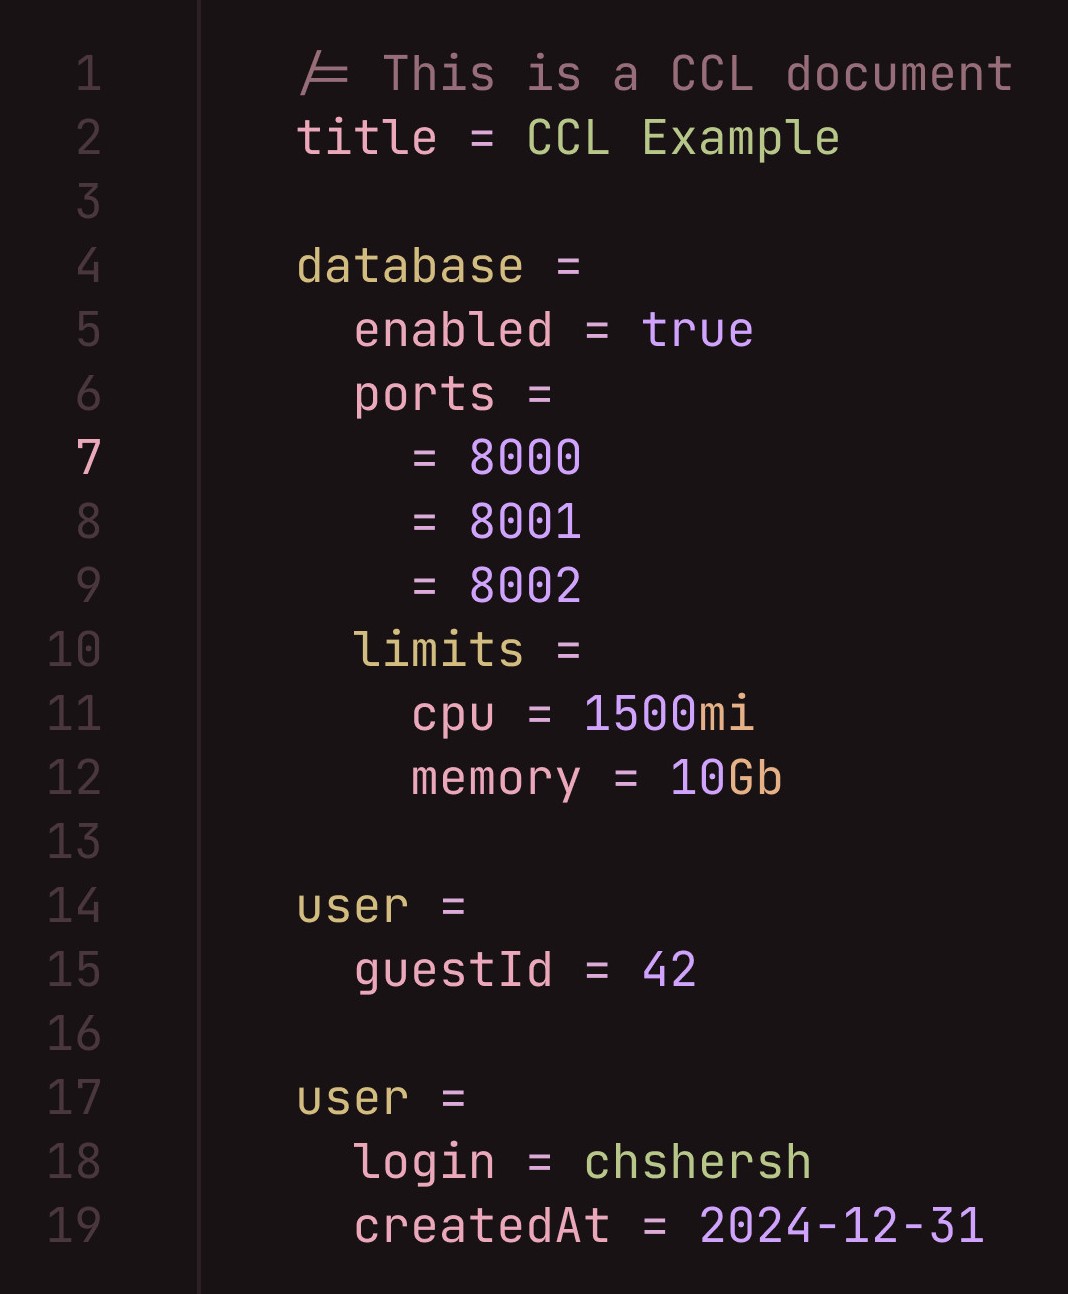 1 /= This is a CCL document
2 title = CCL Example
3
4 database =
5   enabled = true
6   ports =
7     = 8000
8     = 8001
9     = 8002
10   limits =
11     cpu = 1500mi
12     memory = 10Gb
13
14 user =
15   guestId = 42
16
17 user =
18   login = chshersh
19   createdAt = 2024-12-31